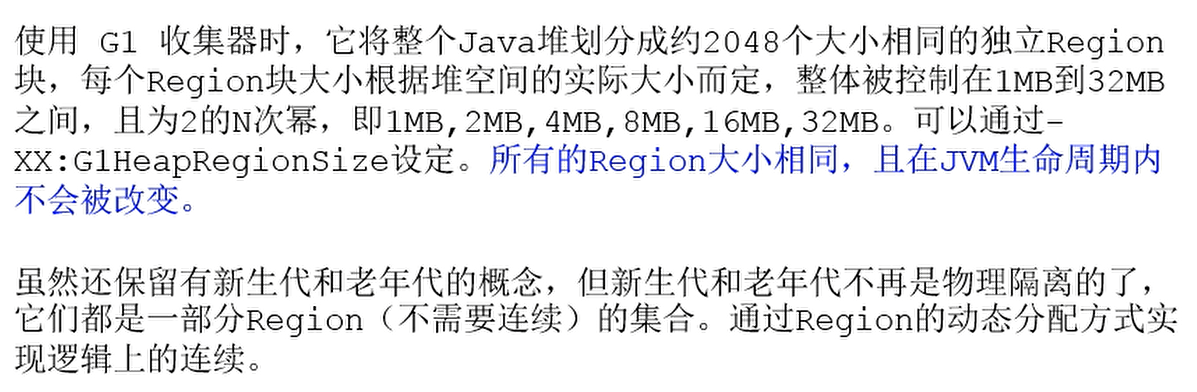 使用 G1 收集器时，它将整个Java堆划分成约2048个大小相同的独立Region
块，每个Region块大小根据堆空间的实际大小而定，整体被控制在1MB到32MB
之间，且为2的N次幂，即1MB,2MB,4MB,8MB,16MB,32MB。可以通过-
XX:G1HeapRegionSize设定。所有的Region大小相同，且在JVM生命周期内
不会被改变。
虽然还保留有新生代和老年代的概念，但新生代和老年代不再是物理隔离的了，
它们都是一部分Region（不需要连续）的集合。通过Region的动态分配方式实
现逻辑上的连续。